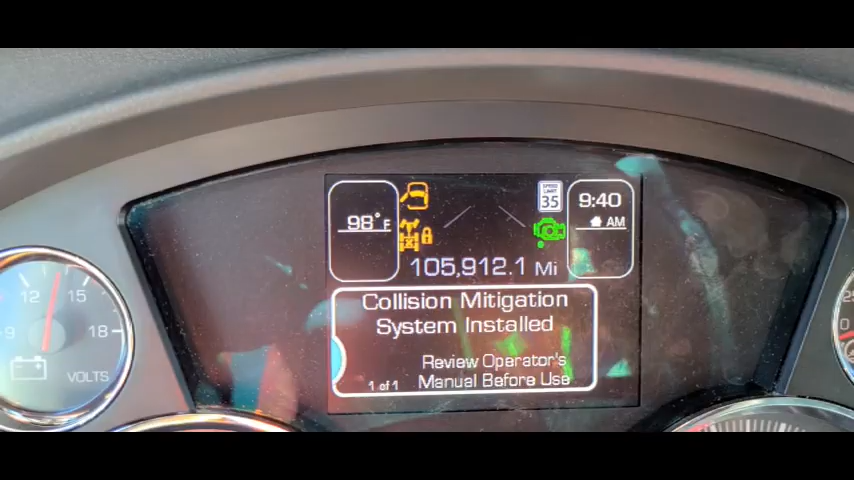 98°F
SPEED
LIMIT
35
9:40
AM
105,912.1 Mi
Collision Mitigation
System Installed
Review Operator's
1 of 1 Manual Before Use
9
12
15
18
VOLTS
0